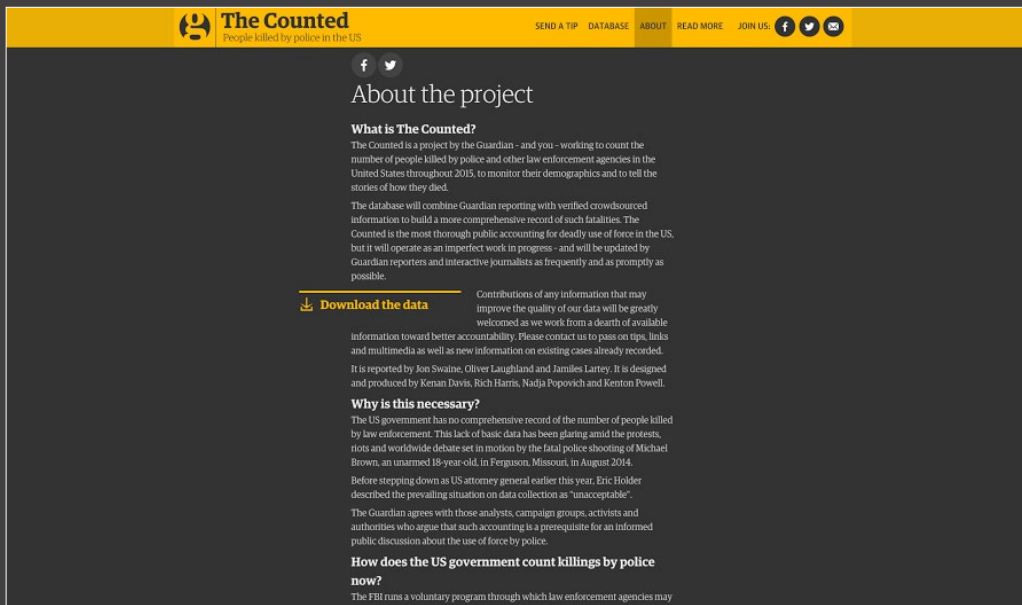 The Counted
People killed by police in the US
SEND A TIP DATABASE ABOUT READ MORE JOIN US:
About the project
What is The Counted?
The Counted is a project by the Guardian – and you – working to count the
number of people killed by police and other law enforcement agencies in the
United States throughout 2015, to monitor their demographics and to tell the
stories of how they died.
The database will combine Guardian reporting with verified crowdsourced
information to build a more comprehensive record of such fatalities. The
Counted is the most thorough public accounting for deadly use of force in the US,
but it will operate as an imperfect work in progress – and will be updated by
Guardian reporters and interactive journalists as frequently and as promptly as
possible.
Download the data
Contributions of any information that may
improve the quality of our data will be greatly
welcomed as we work from a dearth of available
information toward better accountability. Please contact us to pass on tips, links
and multimedia as well as new information on existing cases already recorded.
It is reported by Jon Swaine, Oliver Laughland and Jamiles Lartey. It is designed
and produced by Kenan Davis, Rich Harris, Nadja Popovich and Kenton Powell.
Why is this necessary?
The US government has no comprehensive record of the number of people killed
by law enforcement. This lack of basic data has been glaring amid the protests,
riots and worldwide debate set in motion by the fatal police shooting of Michael
Brown, an unarmed 18-year-old, in Ferguson, Missouri, in August 2014.
Before stepping down as US attorney general earlier this year, Eric Holder
described the prevailing situation on data collection as “unacceptable”.
The Guardian agrees with those analysts, campaign groups, activists and
authorities who argue that such accounting is a prerequisite for an informed
public discussion about the use of force by police.
How does the US government count killings by police
now?
The FBI runs a voluntary program through which law enforcement agencies may